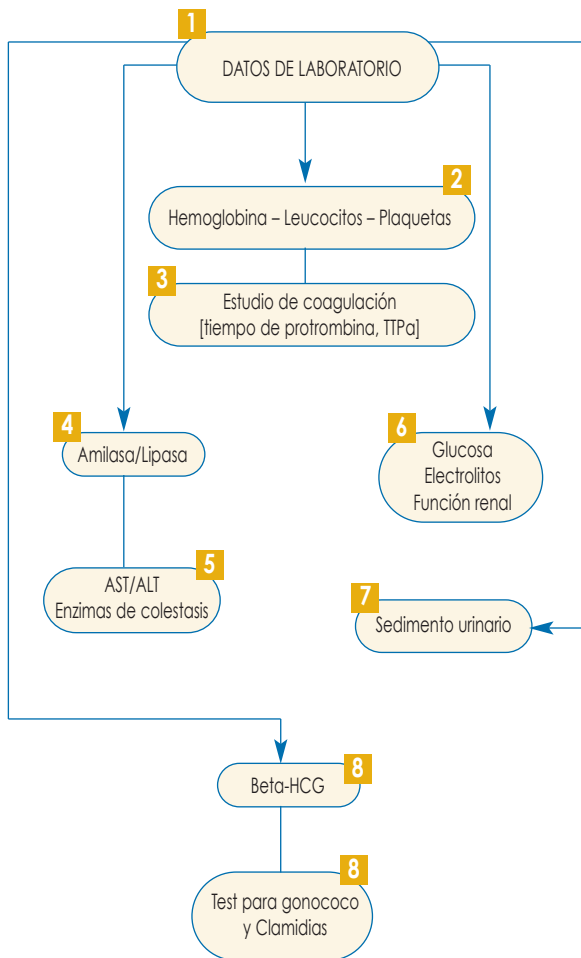 1
DATOS DE LABORATORIO
2
Hemoglobina – Leucocitos – Plaquetas
3
Estudio de coagulación
[tiempo de protrombina, TTPa]
4
Amilasa/Lipasa
5
AST/ALT
Enzimas de colestasis
6
Glucosa
Electrolitos
Función renal
7
Sedimento urinario
8
Beta-HCG
8
Test para gonococo
y Clamidias